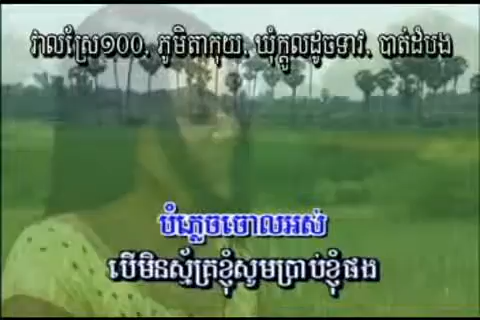 វាលស្រែ១០០, ភូមិតាកុយ, ឃុំក្ដួលដូចទាវ, បាត់ដំបង
បំភ្លេចចោលអស់
បើមិនស្ម័គ្រខ្ញុំសូមប្រាប់ខ្ញុំផង